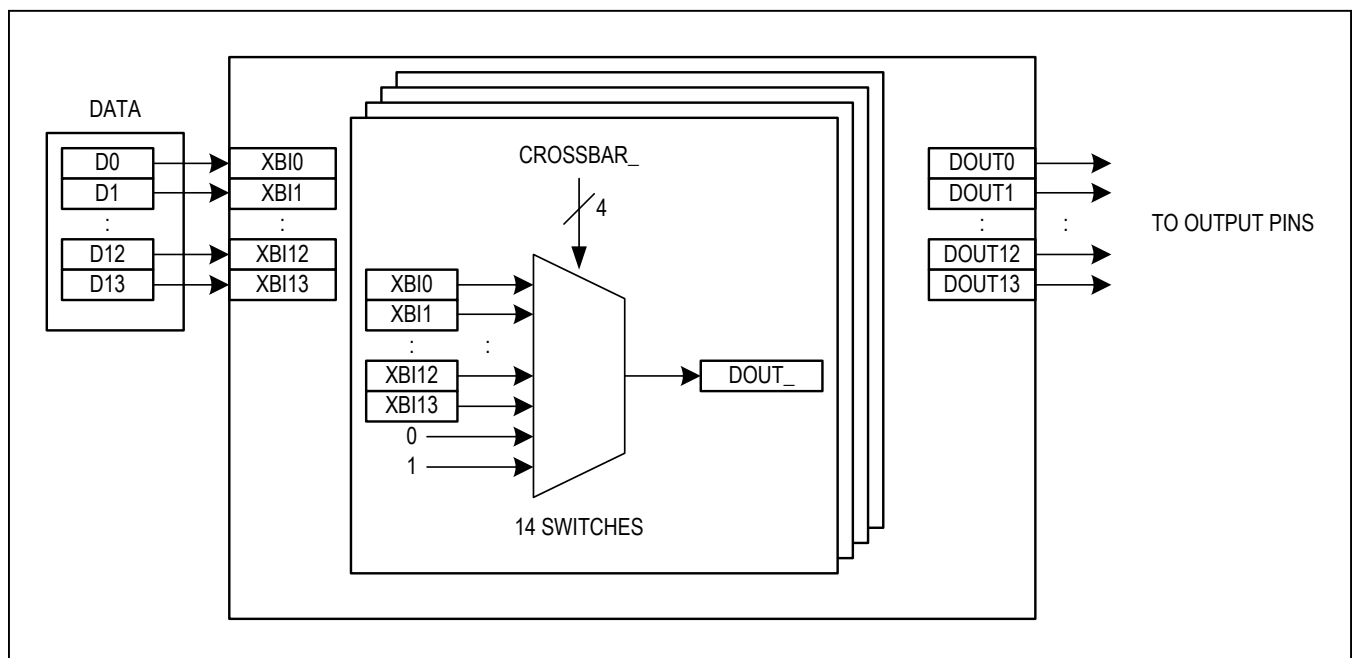 DATA
D0
D1
:
D12
D13
XBI0
XBI1
:
XBI12
XBI13
CROSSBAR_
4
XBI0
XBI1
: :
XBI12
XBI13
0
1
DOUT_
14 SWITCHES
DOUT0
DOUT1
: :
DOUT12
DOUT13
TO OUTPUT PINS